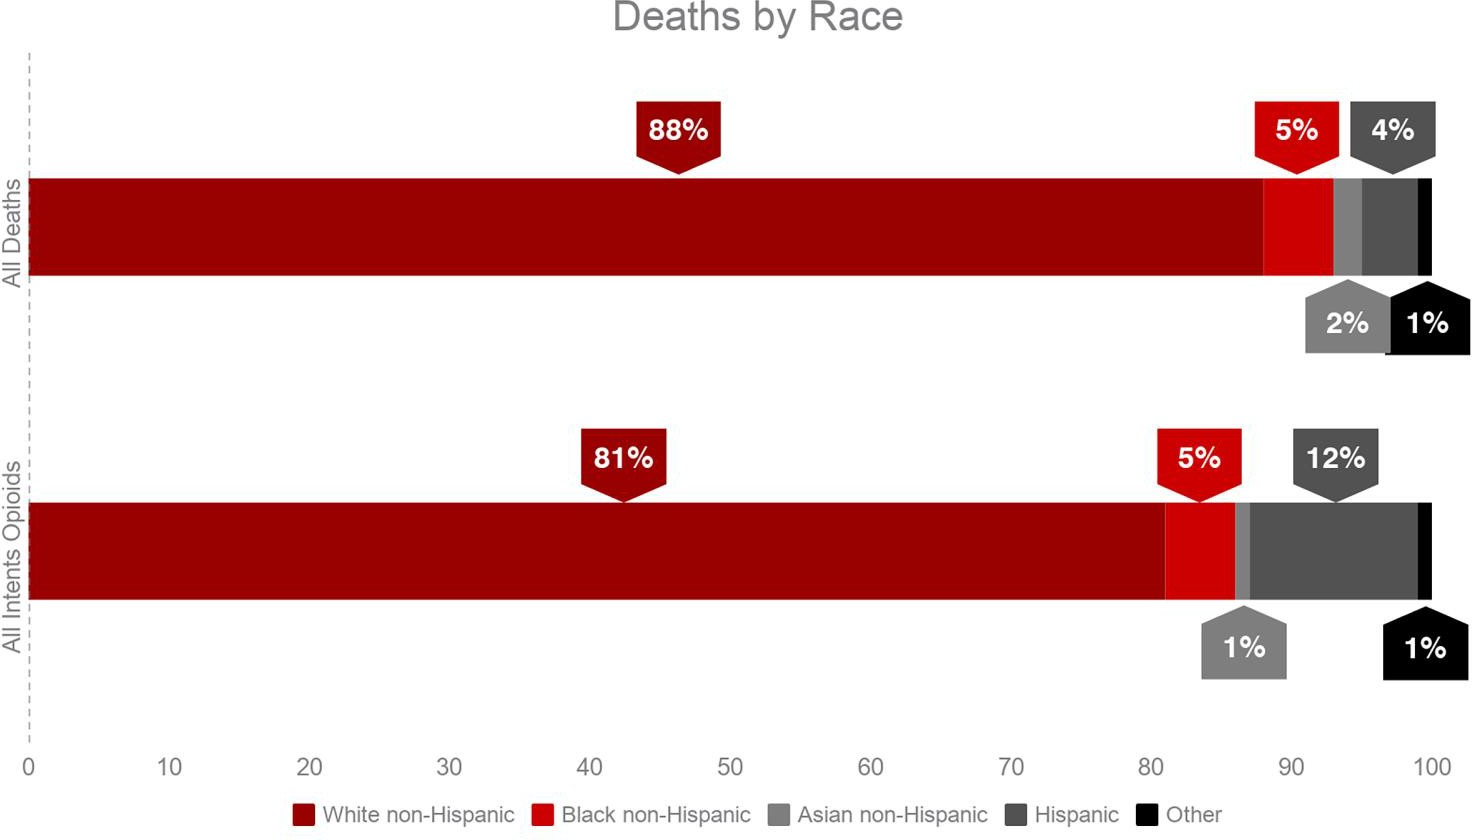 Deaths by Race
88%
5%
4%
All Deaths
2%
1%
81%
5%
12%
All Intents Opioids
1%
1%
0 10 20 30 40 50 60 70 80 90 100
White non-Hispanic Black non-Hispanic Asian non-Hispanic Hispanic Other